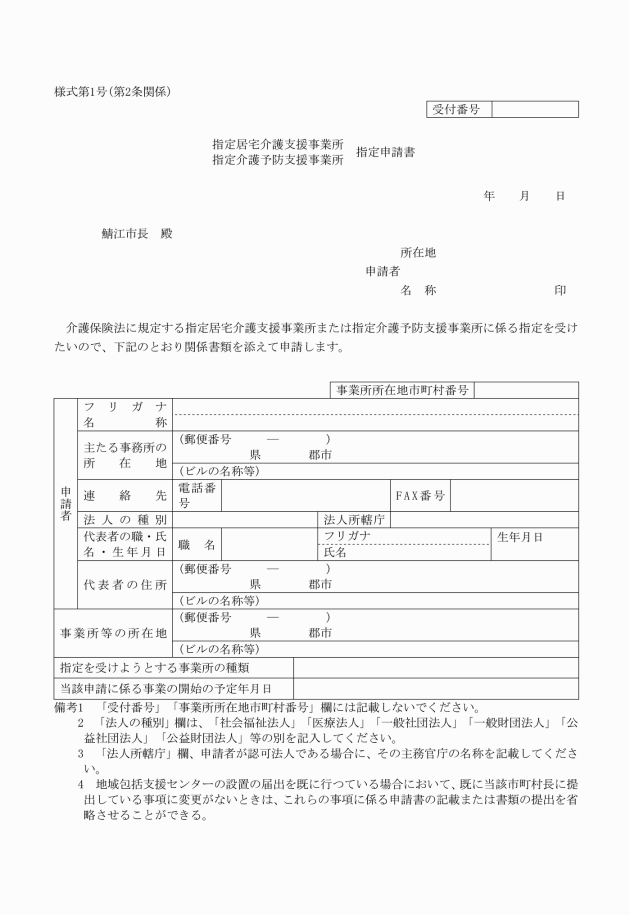 様式第1号(第2条関係)
受付番号
指定居宅介護支援事業所
指定介護予防支援事業所
指定申請書
年　月　日
鯖江市長　殿
所在地
申請者
名　称　　　　　印
介護保険法に規定する指定居宅介護支援事業所または指定介護予防支援事業所に係る指定を受け
たいので、下記のとおり関係書類を添えて申請します。
事業所所在地市町村番号
申請者
フリガナ
名称
主たる事務所の
所在地
(郵便番号　　―　　)
県　　郡市
(ビルの名称等)
連絡先
電話番
号
FAX番号
法人の種別
法人所轄庁
代表者の職・氏
名・生年月日
職名
フリガナ
氏名
生年月日
代表者の住所
(郵便番号　　―　　)
県　　郡市
(ビルの名称等)
事業所等の所在地
(郵便番号　　―　　)
県　　郡市
(ビルの名称等)
指定を受けようとする事業所の種類
当該申請に係る事業の開始の予定年月日
備考1　「受付番号」「事業所所在地市町村番号」欄には記載しないでください。
2　「法人の種別」欄は、「社会福祉法人」「医療法人」「一般社団法人」「一般財団法人」「公
益社団法人」「公益財団法人」等の別を記入してください。
3　「法人所轄庁」欄、申請者が認可法人である場合に、その主務官庁の名称を記載してくださ
い。
4　地域包括支援センターの設置の届出を既に行つている場合において、既に当該市町村長に提
出している事項に変更がないときは、これらの事項に係る申請書の記載または書類の提出を省
略させることができる。